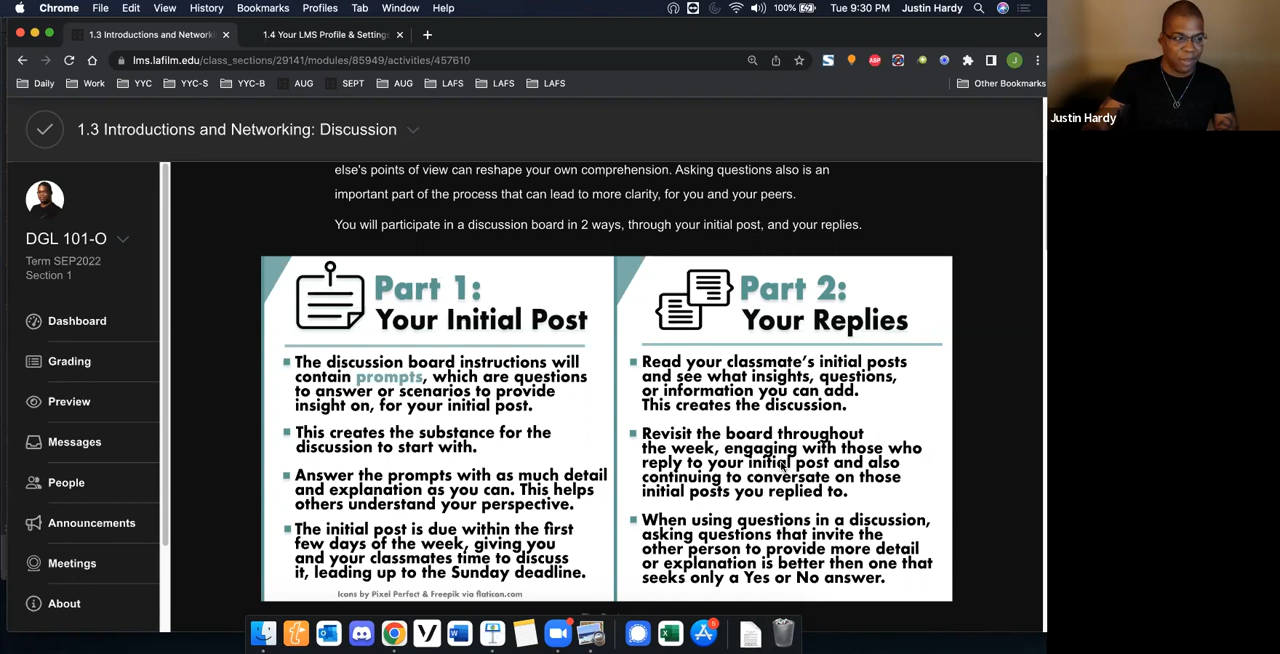 Chrome File Edit View History Bookmarks Profiles Tab Window Help 100% Tue 9:30 PM Justin Hardy
1.3 Introductions and Networki
1.4 Your LMS Profile & Setting
lms.lafilm.edu/class_sections/29141/modules/85949/activities/457610
Daily Work YYC YYC-S YYC-B AUG SEPT AUG LAFS LAFS LAFS Other Bookmarks
Justin Hardy
1.3 Introductions and Networking: Discussion
else's points of view can reshape your own comprehension. Asking questions also is an
important part of the process that can lead to more clarity, for you and your peers.
You will participate in a discussion board in 2 ways, through your initial post, and your replies.
DGL 101-O
Term SEP2022
Section 1
Dashboard
Grading
Preview
Messages
People
Announcements
Meetings
About
Part 1:
Your Initial Post
The discussion board instructions will
contain prompts, which are questions
to answer or scenarios to provide
insight on, for your initial post.
This creates the substance for the
discussion to start with.
Answer the prompts with as much detail
and explanation as you can. This helps
others understand your perspective.
The initial post is due within the first
few days of the week, giving you
and your classmates time to discuss
it, leading up to the Sunday deadline.
Icons by Pixel Perfect & Freepik via flaticon.com
Part 2:
Your Replies
Read your classmate's initial posts
and see what insights, questions,
or information you can add.
This creates the discussion.
Revisit the board throughout
the week, engaging with those who
reply to your initial post and also
continuing to conversate on those
initial posts you replied to.
When using questions in a discussion,
asking questions that invite the
other person to provide more detail
or explanation is better then one that
seeks only a Yes or No answer.